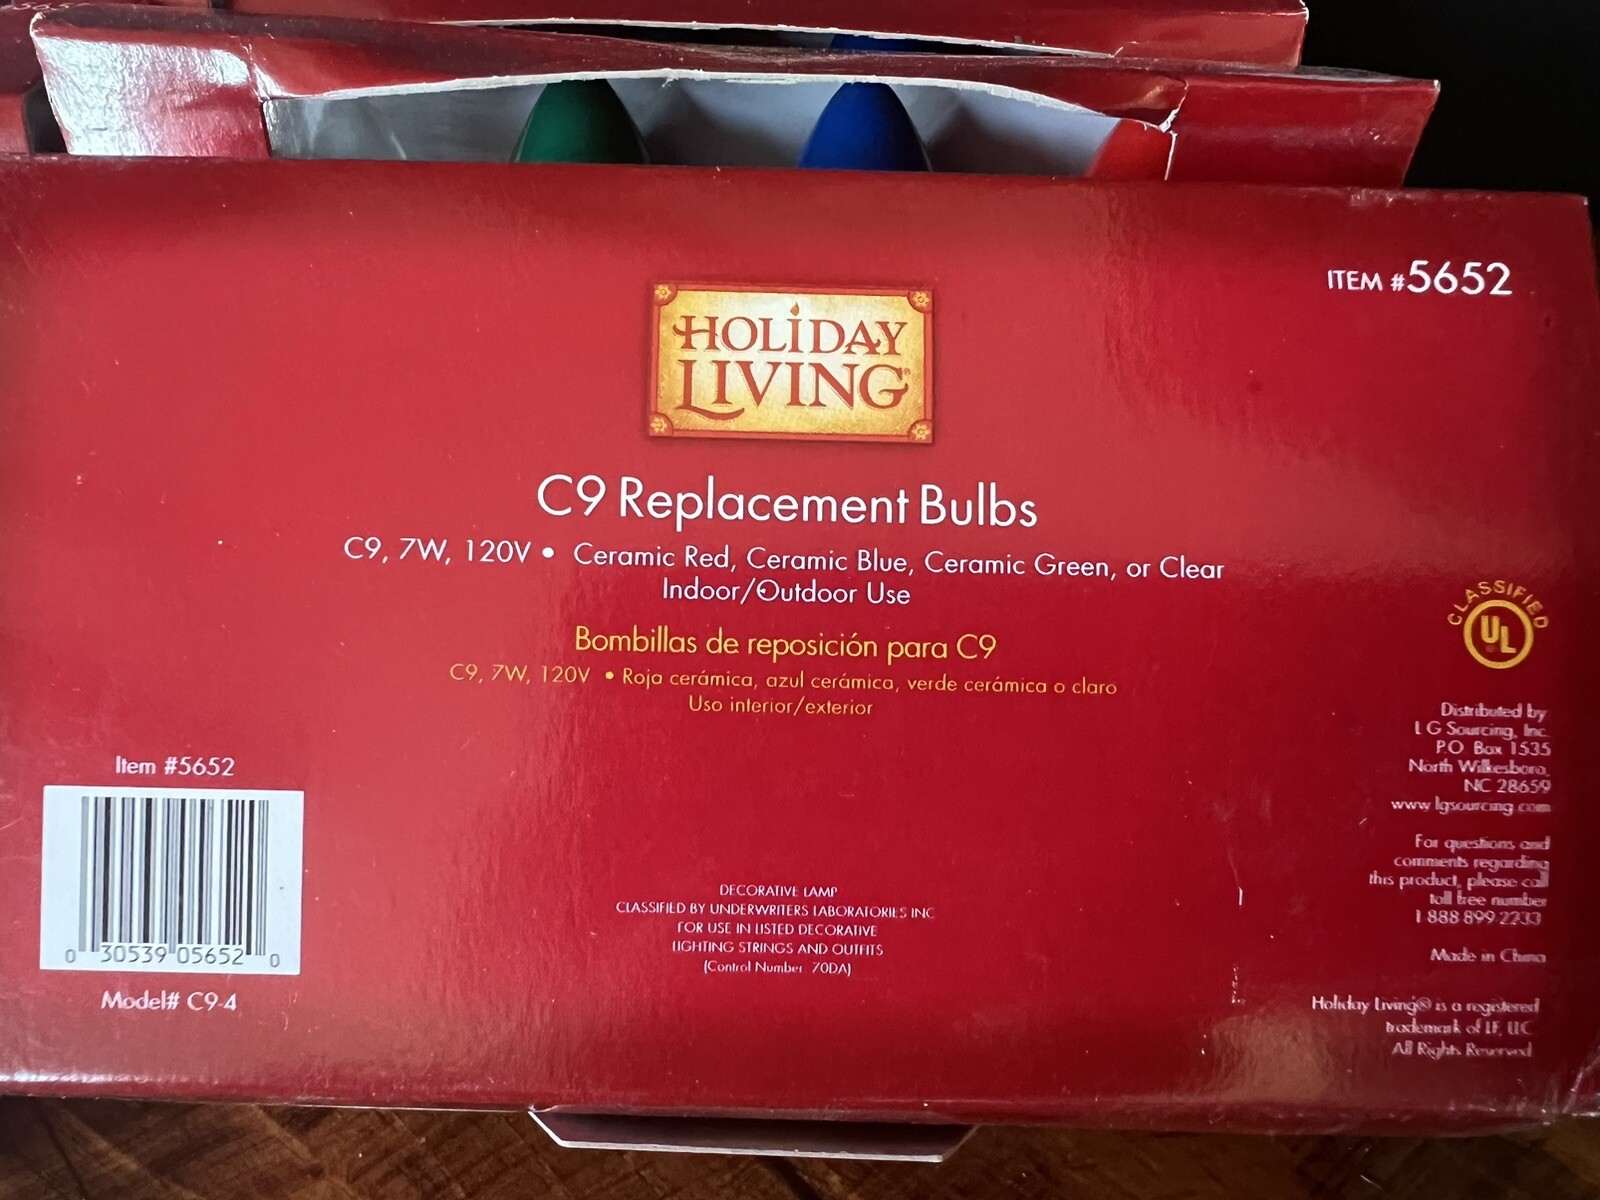 ITEM #5652
HOLIDAY
LIVING®
C9 Replacement Bulbs
C9, 7W, 120V • Ceramic Red, Ceramic Blue, Ceramic Green, or Clear
Indoor/Outdoor Use
Bombillas de reposición para C9
C9, 7W, 120V • Roja cerámica, azul cerámica, verde cerámica o claro
Uso interior/exterior
CLASSIFIED
UL
Distributed by
L G Sourcing, Inc.
P.O. Box 1535
North Wilkesboro,
NC 28659
www.lgsourcing.com
For questions and
comments regarding
this product, please call
toll free number
1 888 899 2233
Made in China
Holiday Living® is a registered
trademark of LF, LLC
All Rights Reserved
Item #5652
0 30539 05652 0
Model# C9-4
DECORATIVE LAMP
CLASSIFIED BY UNDERWRITERS LABORATORIES INC
FOR USE IN LISTED DECORATIVE
LIGHTING STRINGS AND OUTFITS
(Control Number 70DA)